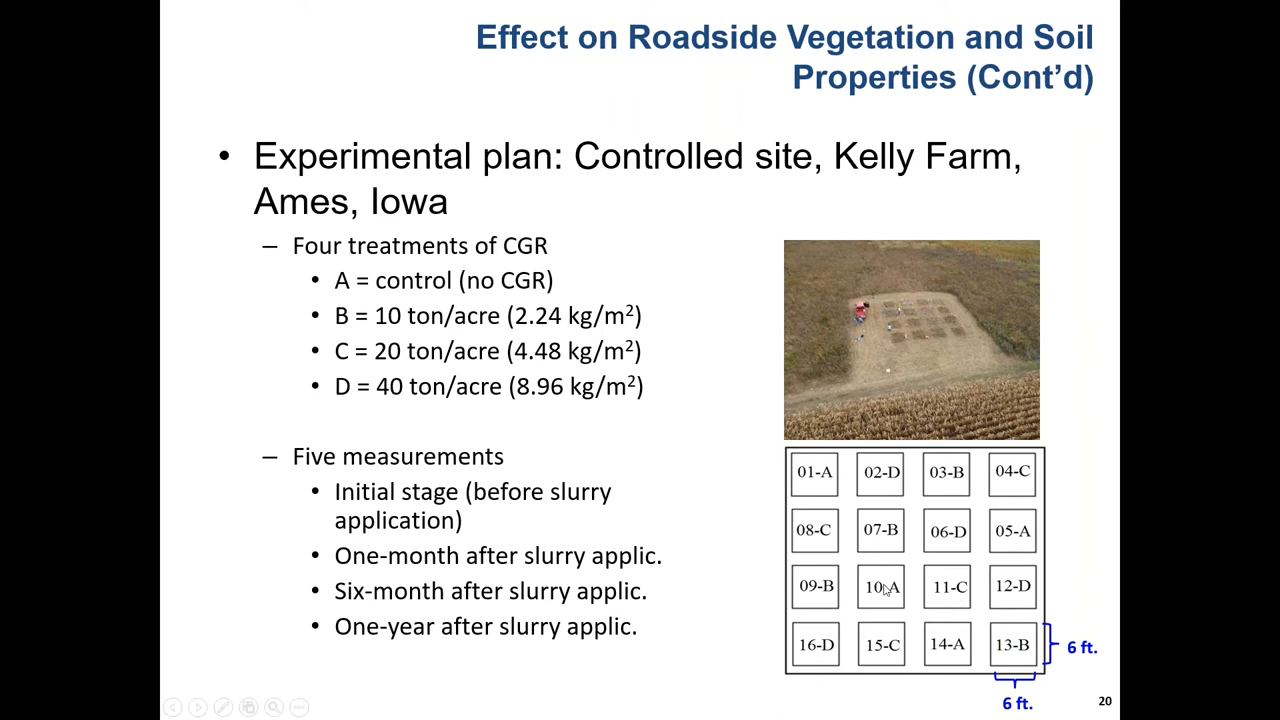 Effect on Roadside Vegetation and Soil
Properties (Cont'd)
• Experimental plan: Controlled site, Kelly Farm,
Ames, Iowa
– Four treatments of CGR
• A = control (no CGR)
• B = 10 ton/acre (2.24 kg/m²)
• C = 20 ton/acre (4.48 kg/m²)
• D = 40 ton/acre (8.96 kg/m²)
– Five measurements
• Initial stage (before slurry
application)
• One-month after slurry applic.
• Six-month after slurry applic.
• One-year after slurry applic.
01-A 02-D 03-B 04-C
08-C 07-B 06-D 05-A
09-B 10-A 11-C 12-D
16-D 15-C 14-A 13-B
6 ft.
6 ft.
20